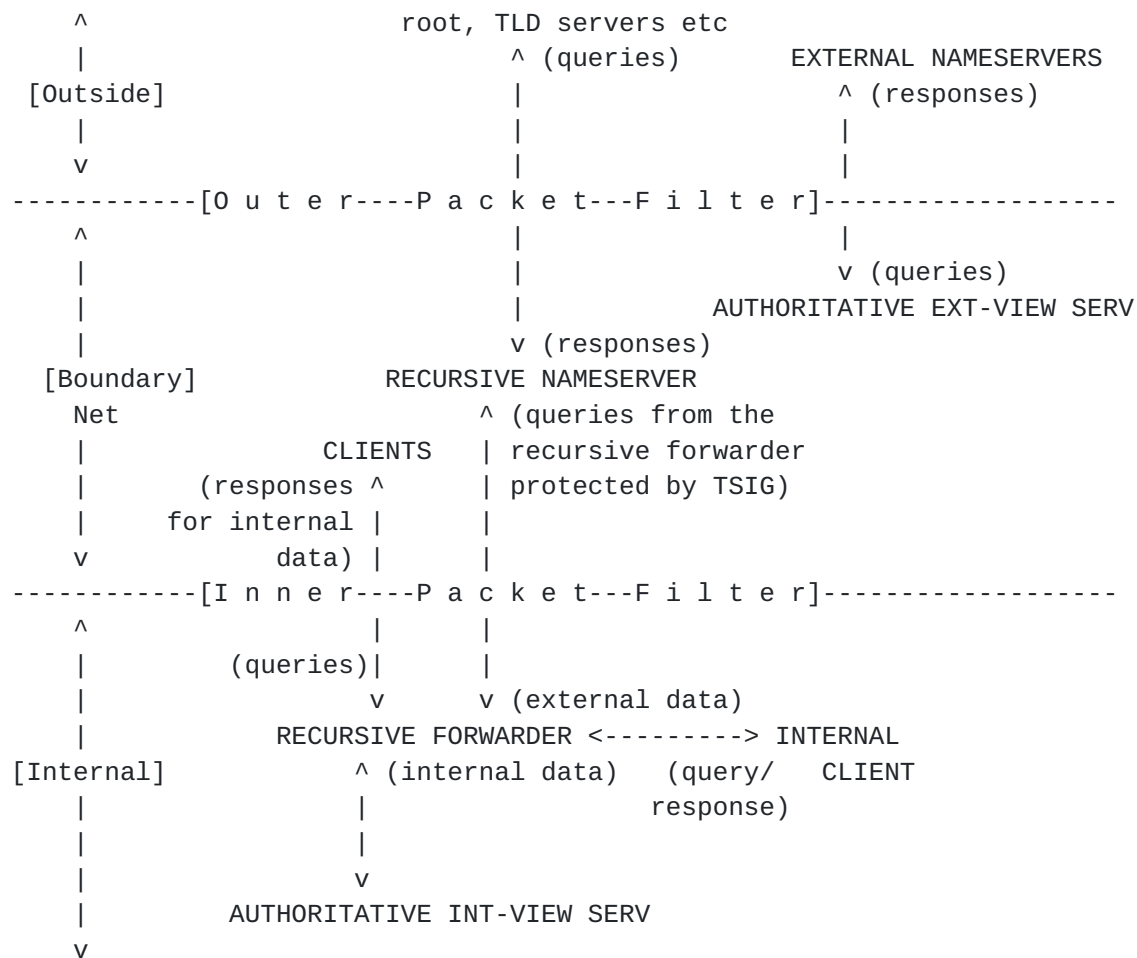 ^                    root, TLD servers etc
    |                           ^ (queries)       EXTERNAL NAMESERVERS
 [Outside]                      |                    ^ (responses)
    |                           |                    |
    v                           |                    |
------------[O u t e r----P a c k e t---F i l t e r]-------------------
    ^                           |                    |
    |                           |                    v (queries)
    |                           |            AUTHORITATIVE EXT-VIEW SERV
    |                           v (responses)
  [Boundary]            RECURSIVE NAMESERVER
    Net                       ^ (queries from the
    |               CLIENTS   | recursive forwarder
    |       (responses ^      | protected by TSIG)
    |     for internal |      |
    v            data) |      |
------------[I n n e r----P a c k e t---F i l t e r]-------------------
    ^                  |      |
    |         (queries)|      |
    |                  v      v (external data)
    |            RECURSIVE FORWARDER <---------> INTERNAL
[Internal]            ^ (internal data)   (query/   CLIENT
    |                 |                  response)
    |                 |
    |                 v
    |         AUTHORITATIVE INT-VIEW SERV
    v